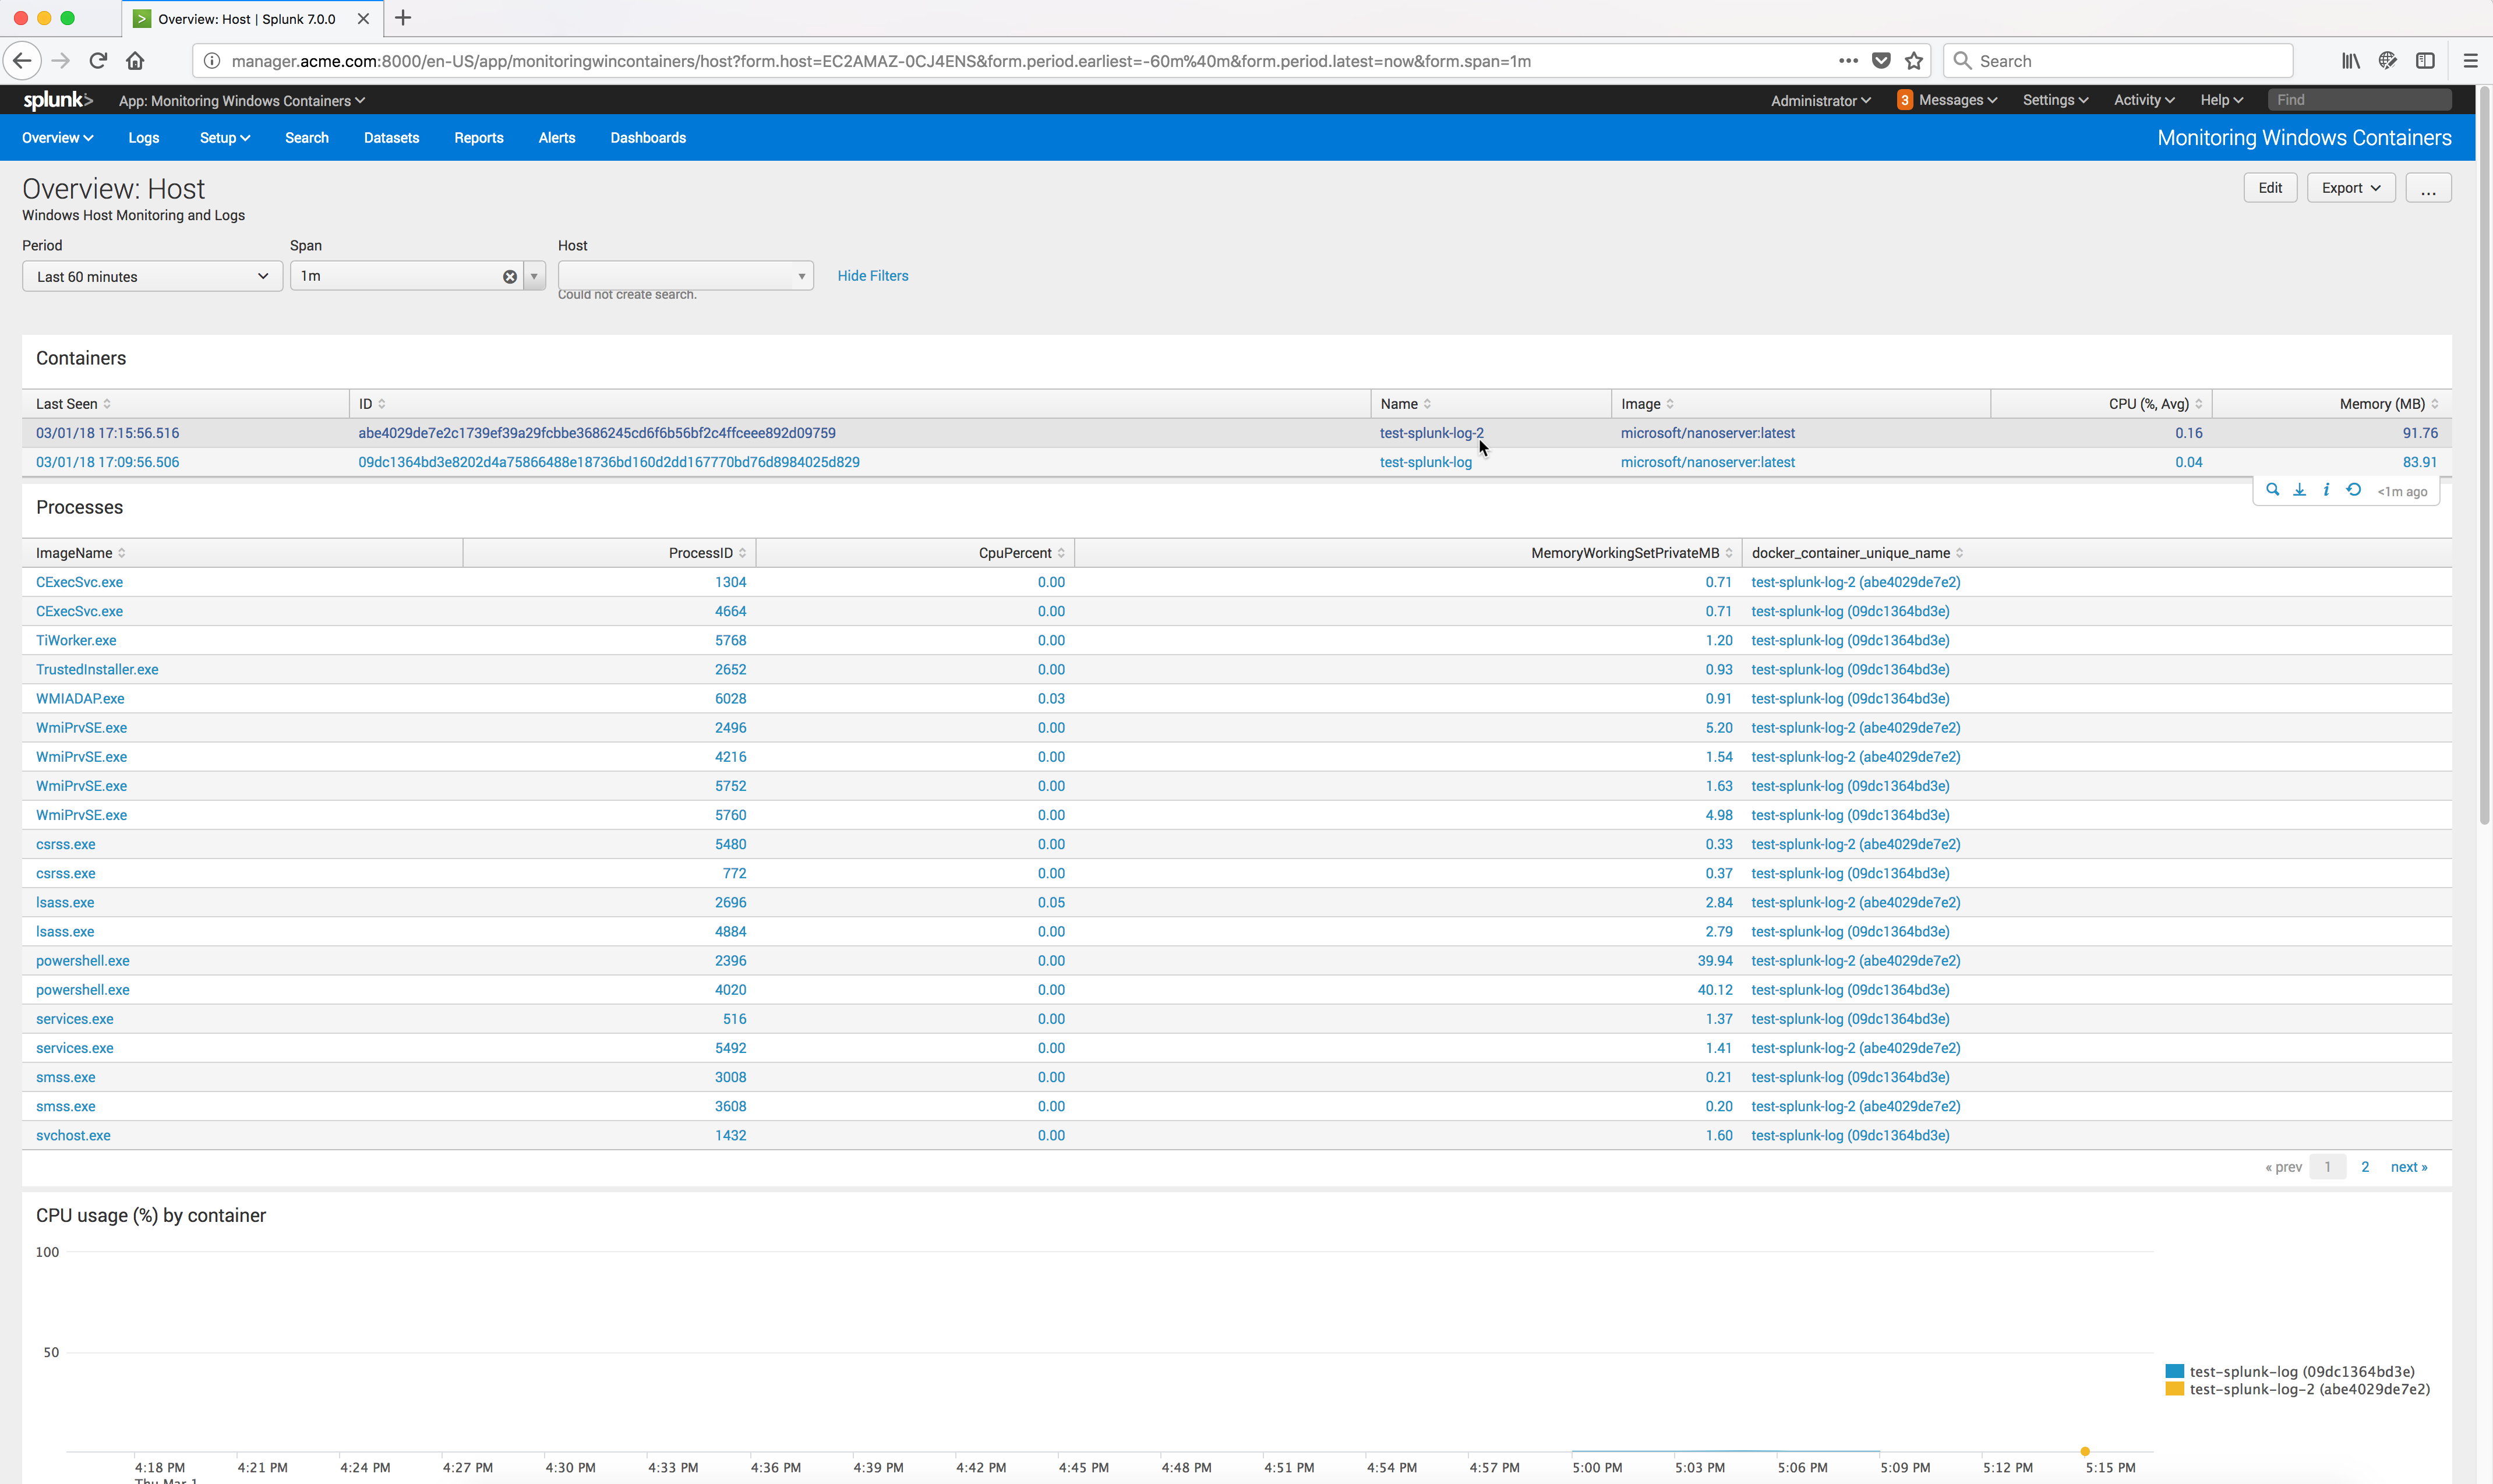 Overview: Host | Splunk 7.0.0
manager.acme.com:8000/en-US/app/monitoringwincontainers/host?form.host=EC2AMAZ-0CJ4ENS&form.period.earliest=-60m%40m&form.period.latest=now&form.span=1m
Search
splunk> App: Monitoring Windows Containers Administrator 3 Messages Settings Activity Help Find
Overview Logs Setup Search Datasets Reports Alerts Dashboards Monitoring Windows Containers
Overview: Host Edit Export ...
Windows Host Monitoring and Logs
Period Span Host
Last 60 minutes 1m Hide Filters
Could not create search.
Containers
Last Seen ID Name Image CPU (%, Avg) Memory (MB)
03/01/18 17:15:56.516 abe4029de7e2c1739ef39a29fcbbe3686245cd6f6b56bf2c4ffceee892d09759 test-splunk-log-2 microsoft/nanoserver:latest 0.16 91.76
03/01/18 17:09:56.506 09dc1364bd3e8202d4a75866488e18736bd160d2dd167770bd76d8984025d829 test-splunk-log microsoft/nanoserver:latest 0.04 83.91
i <1m ago
Processes
ImageName ProcessID CpuPercent MemoryWorkingSetPrivateMB docker_container_unique_name
CExecSvc.exe 1304 0.00 0.71 test-splunk-log-2 (abe4029de7e2)
CExecSvc.exe 4664 0.00 0.71 test-splunk-log (09dc1364bd3e)
TiWorker.exe 5768 0.00 1.20 test-splunk-log (09dc1364bd3e)
TrustedInstaller.exe 2652 0.00 0.93 test-splunk-log (09dc1364bd3e)
WMIADAP.exe 6028 0.03 0.91 test-splunk-log (09dc1364bd3e)
WmiPrvSE.exe 2496 0.00 5.20 test-splunk-log-2 (abe4029de7e2)
WmiPrvSE.exe 4216 0.00 1.54 test-splunk-log-2 (abe4029de7e2)
WmiPrvSE.exe 5752 0.00 1.63 test-splunk-log (09dc1364bd3e)
WmiPrvSE.exe 5760 0.00 4.98 test-splunk-log (09dc1364bd3e)
csrss.exe 5480 0.00 0.33 test-splunk-log-2 (abe4029de7e2)
csrss.exe 772 0.00 0.37 test-splunk-log (09dc1364bd3e)
lsass.exe 2696 0.05 2.84 test-splunk-log-2 (abe4029de7e2)
lsass.exe 4884 0.00 2.79 test-splunk-log (09dc1364bd3e)
powershell.exe 2396 0.00 39.94 test-splunk-log-2 (abe4029de7e2)
powershell.exe 4020 0.00 40.12 test-splunk-log (09dc1364bd3e)
services.exe 516 0.00 1.37 test-splunk-log (09dc1364bd3e)
services.exe 5492 0.00 1.41 test-splunk-log-2 (abe4029de7e2)
smss.exe 3008 0.00 0.21 test-splunk-log (09dc1364bd3e)
smss.exe 3608 0.00 0.20 test-splunk-log-2 (abe4029de7e2)
svchost.exe 1432 0.00 1.60 test-splunk-log (09dc1364bd3e)
« prev 1 2 next »
CPU usage (%) by container
100
50
test-splunk-log (09dc1364bd3e)
test-splunk-log-2 (abe4029de7e2)
4:18 PM 4:21 PM 4:24 PM 4:27 PM 4:30 PM 4:33 PM 4:36 PM 4:39 PM 4:42 PM 4:45 PM 4:48 PM 4:51 PM 4:54 PM 4:57 PM 5:00 PM 5:03 PM 5:06 PM 5:09 PM 5:12 PM 5:15 PM
Thu Mar 1